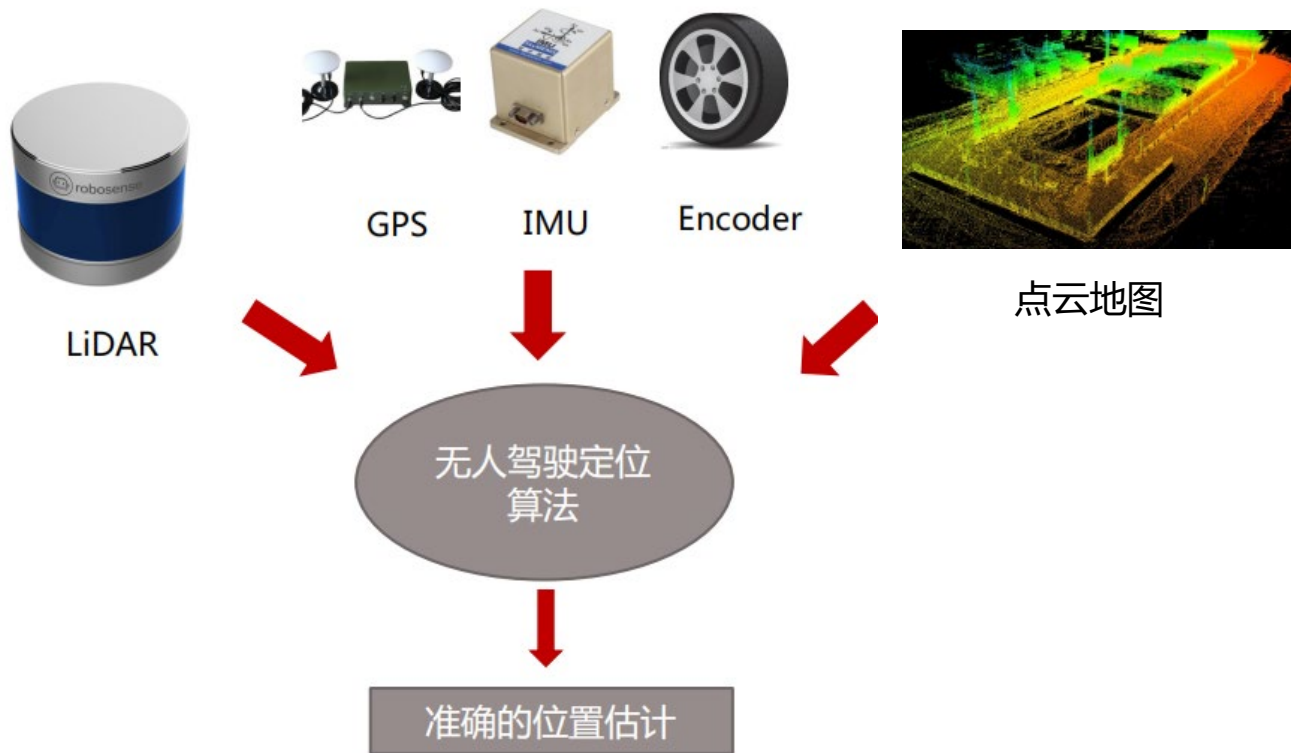 robosense
IMU
GPS
IMU
Encoder
LiDAR
点云地图
无人驾驶定位
算法
准确的位置估计